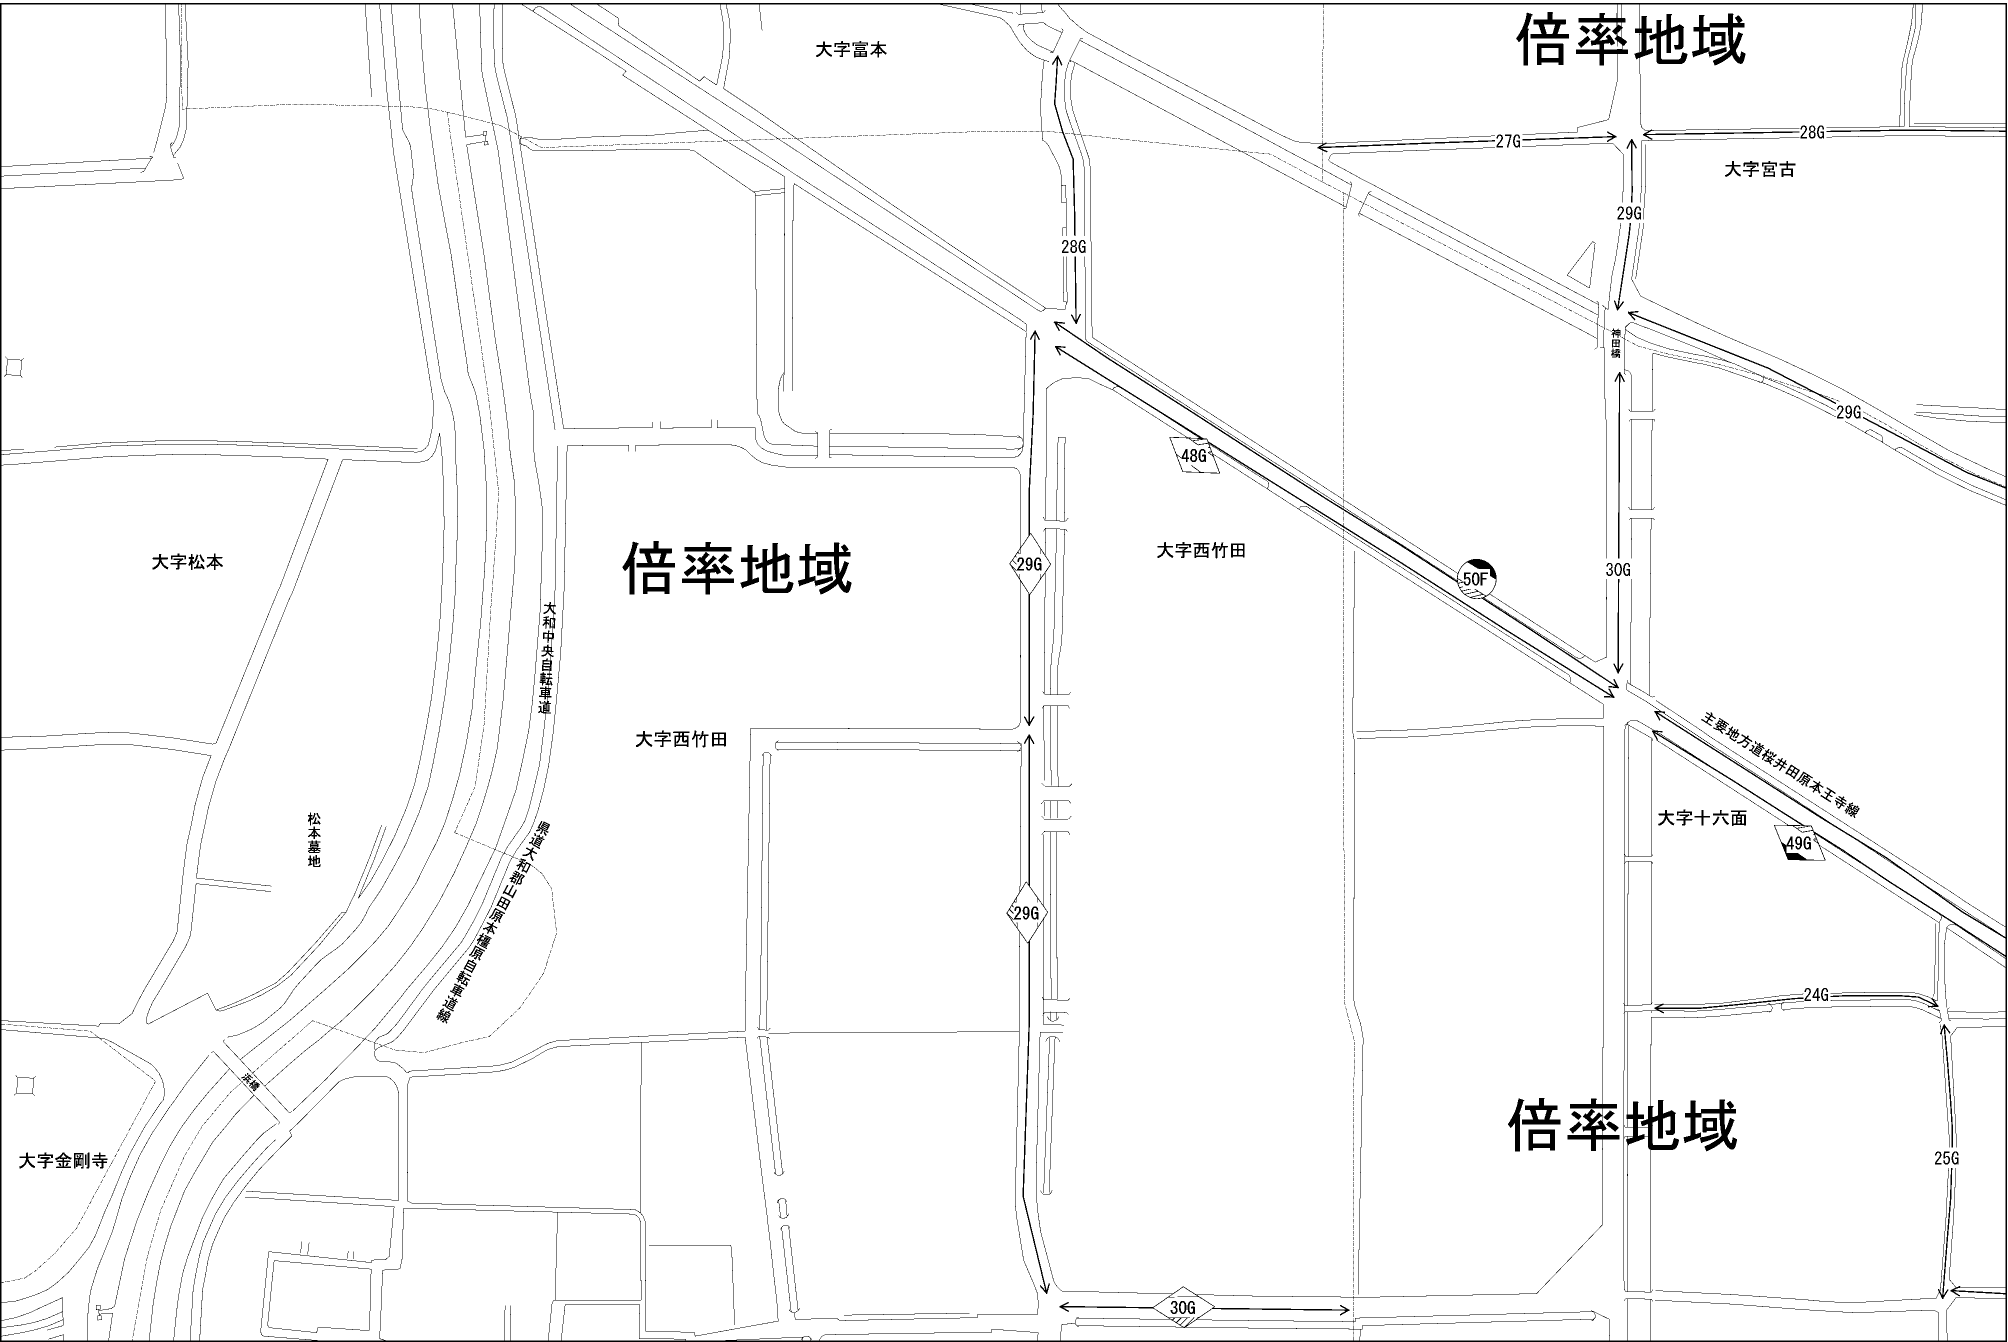 倍率地域
大字富本
27G
28G
大字宮古
29G
28G
神田橋
29G
48G
大字西竹田
倍率地域
大字松本
29G
50F
30G
大和中央自転車道
大字西竹田
主要地方道桜井田原本王寺線
大字十六面
49G
松本墓地
県道大和郡山田原本橿原自転車道線
29G
24G
浜橋
倍率地域
大字金剛寺
25G
30G